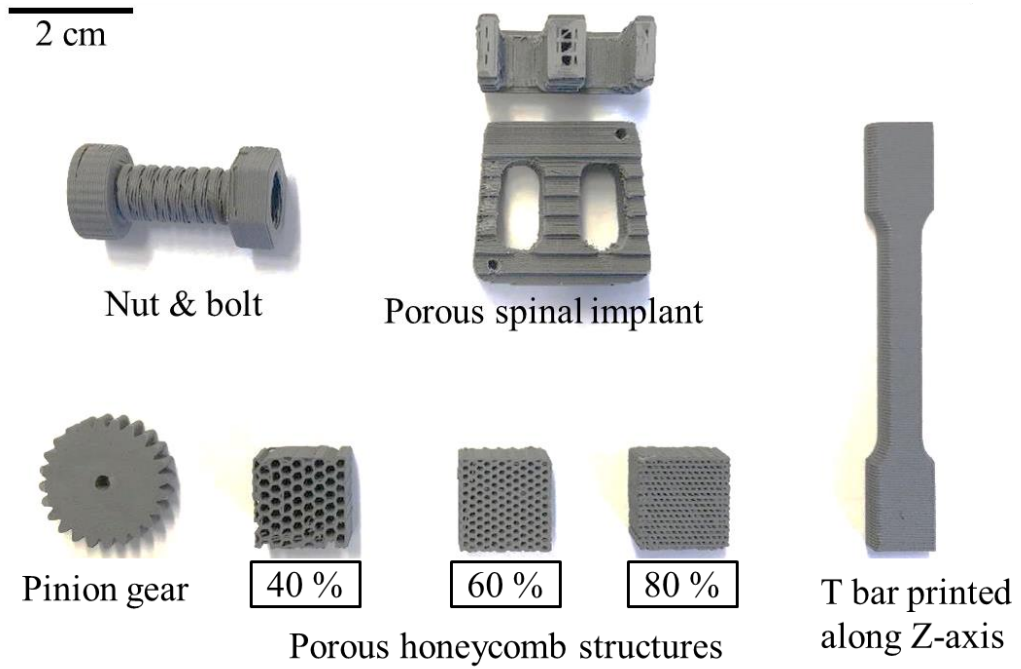 2 cm
Nut & bolt
Porous spinal implant
Pinion gear
40 %
60 %
80 %
Porous honeycomb structures
T bar printed
along Z-axis